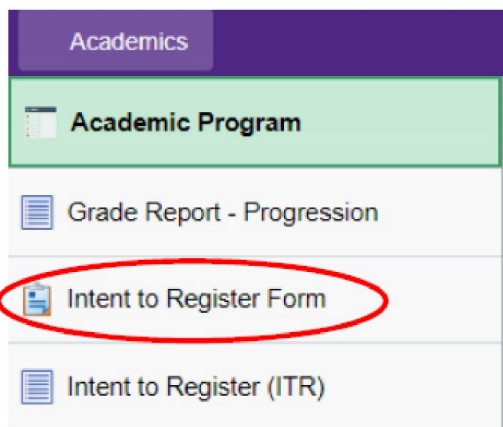 Academics
Academic Program
Grade Report - Progression
Intent to Register Form
Intent to Register (ITR)